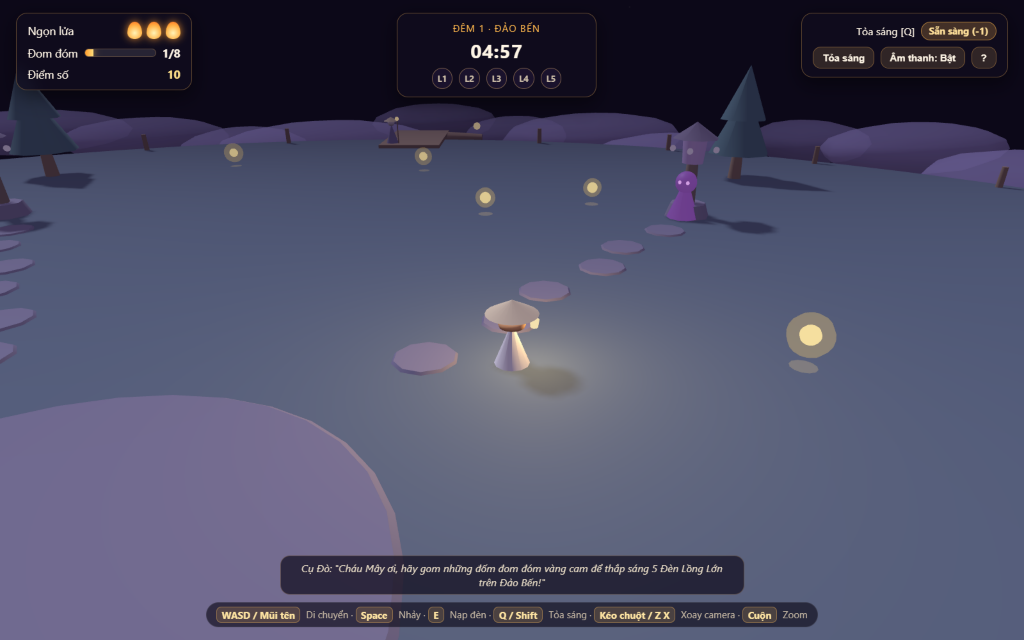 Ngọn lửa
Đom đóm 1/8
Điểm số 10
ĐÊM 1 · ĐẢO BẾN
04:57
L1 L2 L3 L4 L5
Tỏa sáng [Q] Sẵn sàng (-1)
Tỏa sáng Âm thanh: Bật ?
Cụ Đò: "Cháu Mây ơi, hãy gom những đốm đom đóm vàng cam để thắp sáng 5 Đèn Lồng Lớn
trên Đảo Bến!"
WASD / Mũi tên Di chuyển · Space Nhảy · E Nạp đèn · Q / Shift Tỏa sáng · Kéo chuột / Z X Xoay camera · Cuộn Zoom